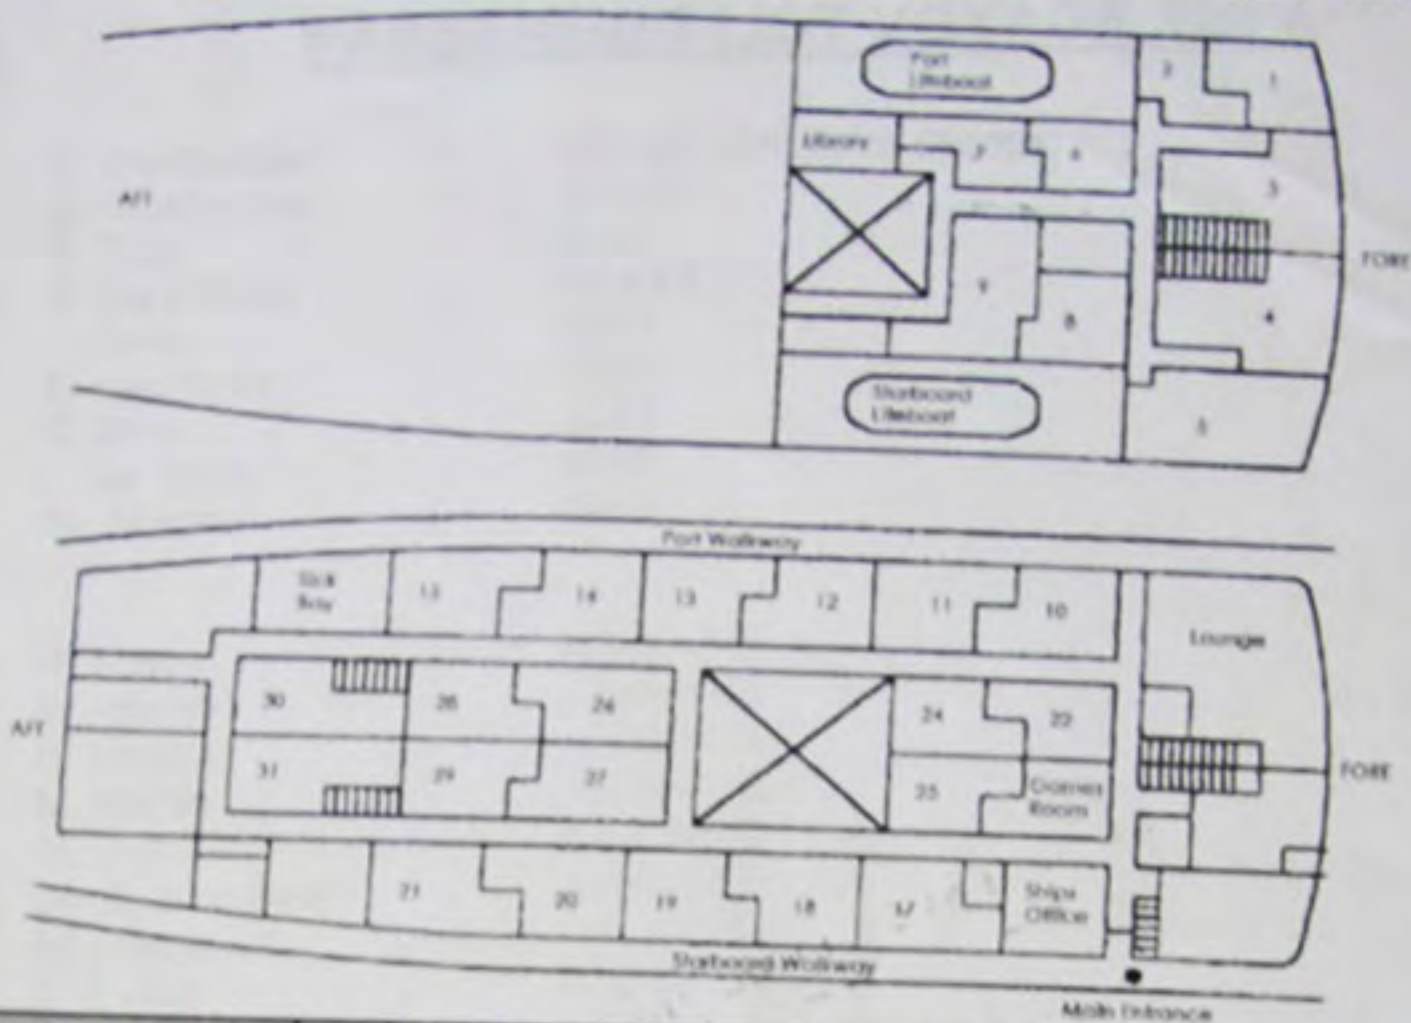 Port
Lifeboat
2
1
Library
7
6
3
AFT
FORE
9
8
4
Starboard
Lifeboat
5
Port Walkway
Sick
Bay
15
14
13
12
11
10
Lounge
30
28
26
24
22
AFT
FORE
31
29
27
25
Games
Room
21
20
19
18
17
Ships
Office
Starboard Walkway
Main Entrance